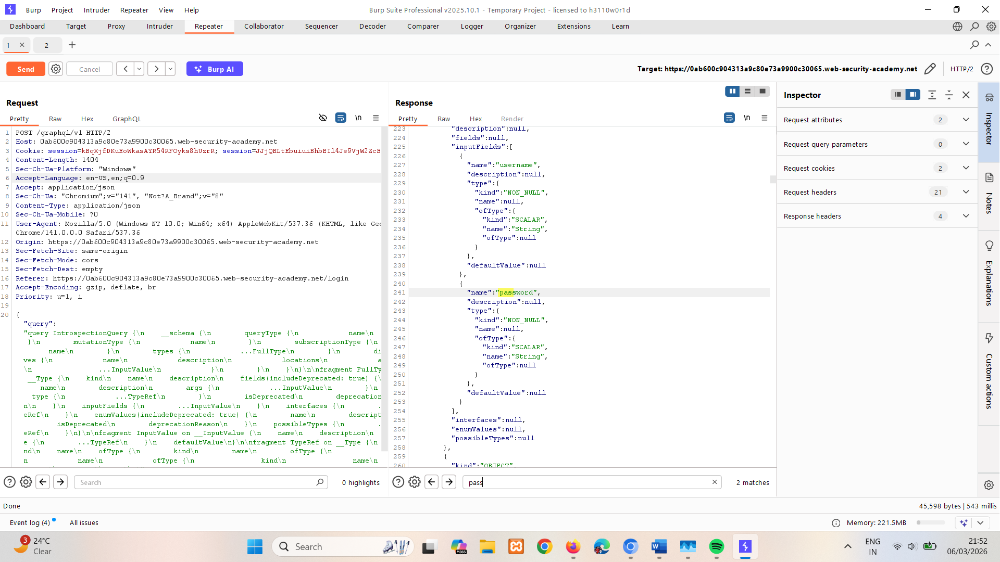 Burp Project Intruder Repeater View Help Burp Suite Professional v2025.10.1 - Temporary Project - licensed to h3110w0r1d
Dashboard Target Proxy Intruder Repeater Collaborator Sequencer Decoder Comparer Logger Organizer Extensions Learn
1 2
Send Cancel Burp AI Target: https://0ab600c904313a9c80e73a9900c30065.web-security-academy.net HTTP/2
Request
Pretty Raw Hex GraphQL \n
1 POST /graphql/v1 HTTP/2
2 Host: 0ab600c904313a9c80e73a9900c30065.web-security-academy.net
3 Cookie: session=kBqXjfDKuEoWkasAYR54RFOyks8hUzrR; session=JJjQBLtEbuiuiBhbEIl4Je9VjW2ZcE
4 Content-Length: 1404
5 Sec-Ch-Ua-Platform: "Windows"
6 Accept-Language: en-US,en;q=0.9
7 Accept: application/json
8 Sec-Ch-Ua: "Chromium";v="141", "Not?A_Brand";v="8"
9 Content-Type: application/json
10 Sec-Ch-Ua-Mobile: ?0
11 User-Agent: Mozilla/5.0 (Windows NT 10.0; Win64; x64) AppleWebKit/537.36 (KHTML, like Gec
Chrome/141.0.0.0 Safari/537.36
12 Origin: https://0ab600c904313a9c80e73a9900c30065.web-security-academy.net
13 Sec-Fetch-Site: same-origin
14 Sec-Fetch-Mode: cors
15 Sec-Fetch-Dest: empty
16 Referer: https://0ab600c904313a9c80e73a9900c30065.web-security-academy.net/login
17 Accept-Encoding: gzip, deflate, br
18 Priority: u=1, i
19
20 {
"query":
"query IntrospectionQuery {\n __schema {\n queryType {\n name\n
}\n mutationType {\n name\n }\n subscriptionType {\n
name\n }\n types {\n ...FullType\n }\n di
ves {\n name\n description\n locations\n a
\n ...InputValue\n }\n }\n }\n}\n\nfragment FullTy
__Type {\n kind\n name\n description\n fields(includeDeprecated: true) {\
name\n description\n args {\n ...InputValue\n }\
type {\n ...TypeRef\n }\n isDeprecated\n deprecation
n\n }\n inputFields {\n ...InputValue\n }\n interfaces {\n .
eRef\n }\n enumValues(includeDeprecated: true) {\n name\n descript
isDeprecated\n deprecationReason\n }\n possibleTypes {\n .
eRef\n }\n}\n\nfragment InputValue on __InputValue {\n name\n description\n
e {\n ...TypeRef\n }\n defaultValue\n}\n\nfragment TypeRef on __Type {\n
nd\n name\n ofType {\n kind\n name\n ofType {\n
n name\n ofType {\n kind\n name\n
Search 0 highlights
Response
Pretty Raw Hex Render \n
223 "description":null,
224 "fields":null,
225 "inputFields":[
226 {
227 "name":"username",
228 "description":null,
229 "type":{
230 "kind":"NON_NULL",
231 "name":null,
232 "ofType":{
233 "kind":"SCALAR",
234 "name":"String",
235 "ofType":null
236 }
237 },
238 "defaultValue":null
239 },
240 {
241 "name":"password",
242 "description":null,
243 "type":{
244 "kind":"NON_NULL",
245 "name":null,
246 "ofType":{
247 "kind":"SCALAR",
248 "name":"String",
249 "ofType":null
250 }
251 },
252 "defaultValue":null
253 }
254 ],
255 "interfaces":null,
256 "enumValues":null,
257 "possibleTypes":null
258 },
259 {
260 "kind":"OBJECT",
pass 2 matches
Inspector
Request attributes 2
Request query parameters 0
Request cookies 2
Request headers 21
Response headers 4
Inspector
Notes
Explanations
Custom actions
Done 45,598 bytes | 543 millis
Event log (4) All issues Memory: 221.5MB
3 24°C
Clear
Search
M365
ENG
IN
21:52
06/03/2026